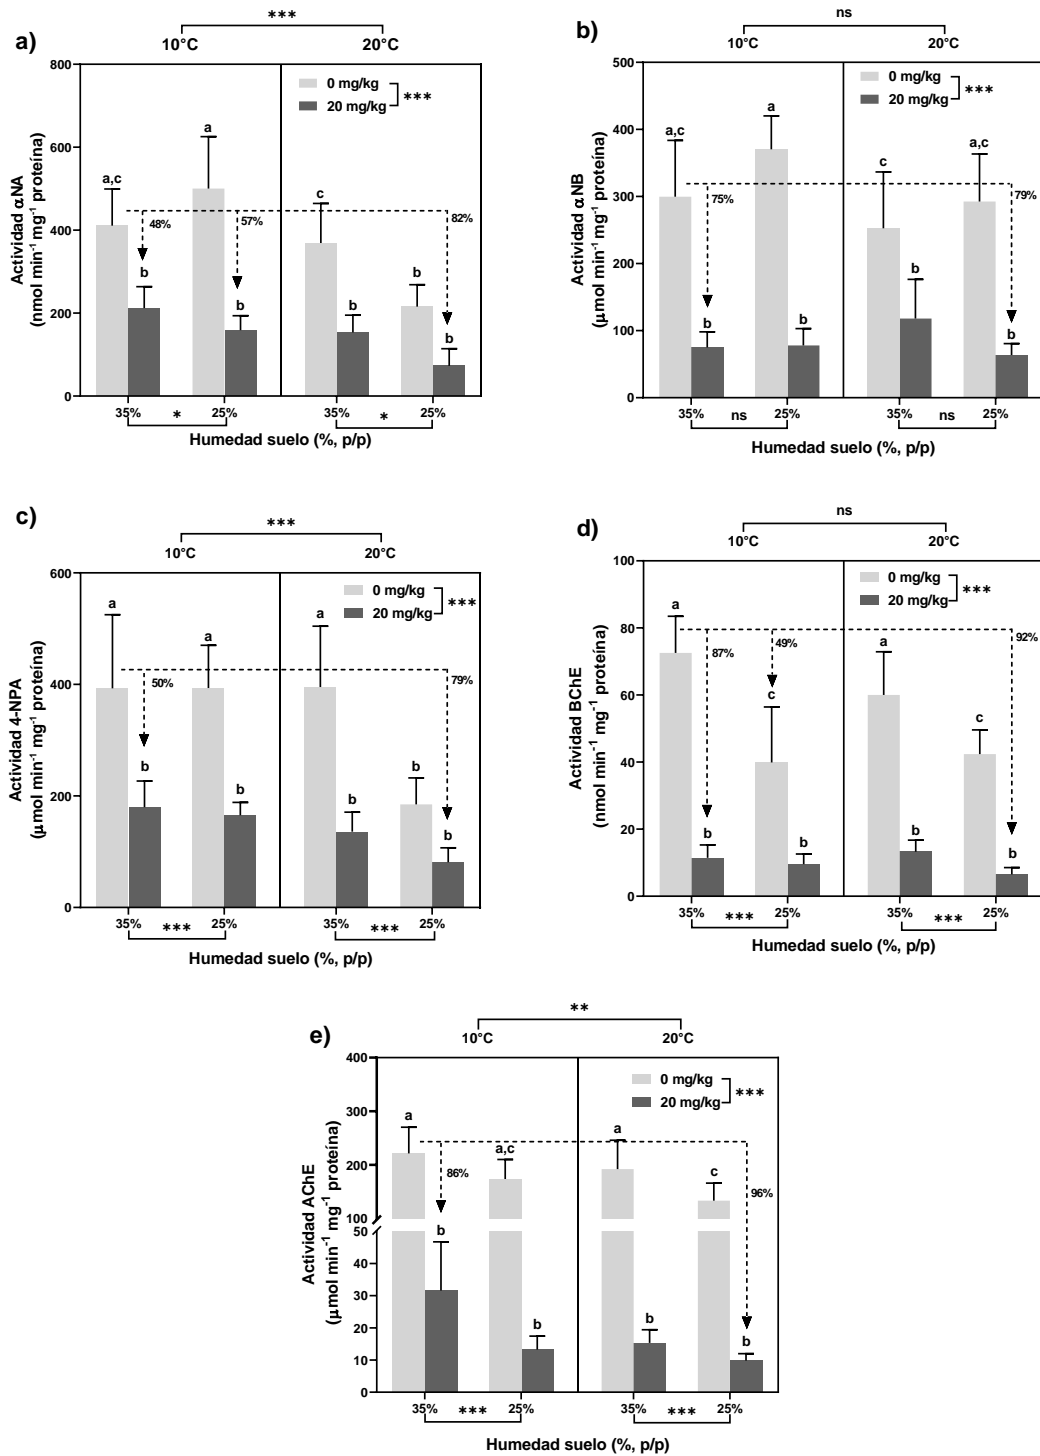 ***
a)
10°C 20°C
800
600
400
200
0
Actividad αNA
(nmol min⁻¹ mg⁻¹ proteína)
0 mg/kg
20 mg/kg
***
a,c
b
a
b
c
b
b
b
48%
57%
82%
35% 25% 35% 25%
* *
Humedad suelo (%, p/p)
ns
b)
10°C 20°C
500
400
300
200
100
0
Actividad αNB
(μmol min⁻¹ mg⁻¹ proteína)
0 mg/kg
20 mg/kg
***
a,c
b
a
b
c
b
a,c
b
75%
79%
35% 25% 35% 25%
ns ns
Humedad suelo (%, p/p)
***
c)
10°C 20°C
600
400
200
0
Actividad 4-NPA
(μmol min⁻¹ mg⁻¹ proteína)
0 mg/kg
20 mg/kg
***
a
b
a
b
a
b
b
b
50%
79%
35% 25% 35% 25%
*** ***
Humedad suelo (%, p/p)
ns
d)
10°C 20°C
100
80
60
40
20
0
Actividad BChE
(nmol min⁻¹ mg⁻¹ proteína)
0 mg/kg
20 mg/kg
***
a
b
c
b
a
b
c
b
87%
49%
92%
35% 25% 35% 25%
*** ***
Humedad suelo (%, p/p)
**
e)
10°C 20°C
400
300
200
100
50
40
30
20
10
0
Actividad AChE
(μmol min⁻¹ mg⁻¹ proteína)
0 mg/kg
20 mg/kg
***
a
b
a,c
b
a
b
c
b
86%
96%
35% 25% 35% 25%
*** ***
Humedad suelo (%, p/p)